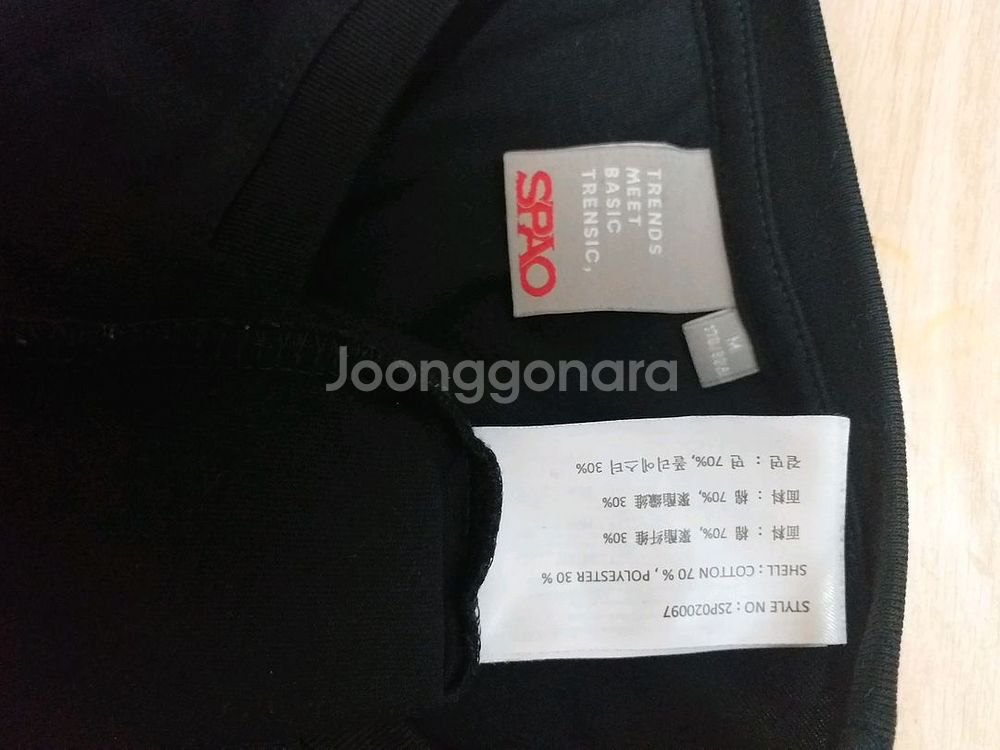 TRENDS
MEET
BASIC
TRENSIC,
SPAO
M
Joonggonara
겉면 : 면 70%, 폴리에스터 30%
面料 : 棉 70%, 聚酯纖維 30%
面料 : 棉 70%, 聚酯纤维 30%
SHELL : COTTON 70 % , POLYESTER 30 %
STYLE NO : 2SP020097